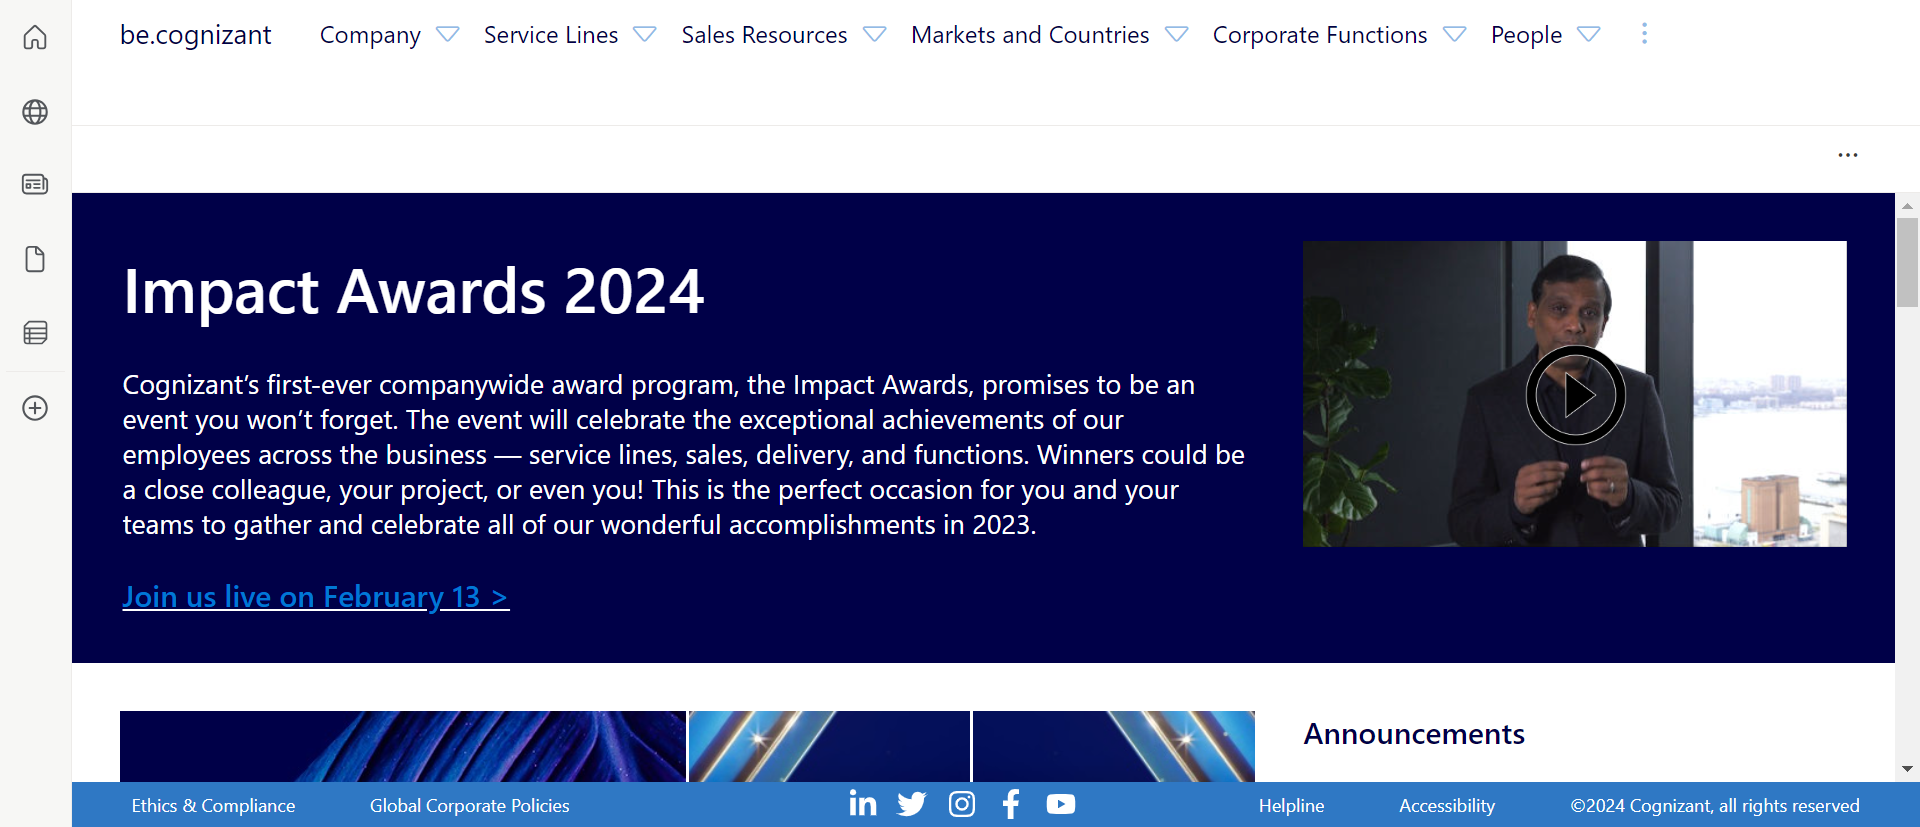 be.cognizant
Company
Service Lines
Sales Resources
Markets and Countries
Corporate Functions
People
Impact Awards 2024
Cognizant’s first-ever companywide award program, the Impact Awards, promises to be an
event you won’t forget. The event will celebrate the exceptional achievements of our
employees across the business — service lines, sales, delivery, and functions. Winners could be
a close colleague, your project, or even you! This is the perfect occasion for you and your
teams to gather and celebrate all of our wonderful accomplishments in 2023.
Join us live on February 13 >
Announcements
Ethics & Compliance
Global Corporate Policies
Helpline
Accessibility
©2024 Cognizant, all rights reserved